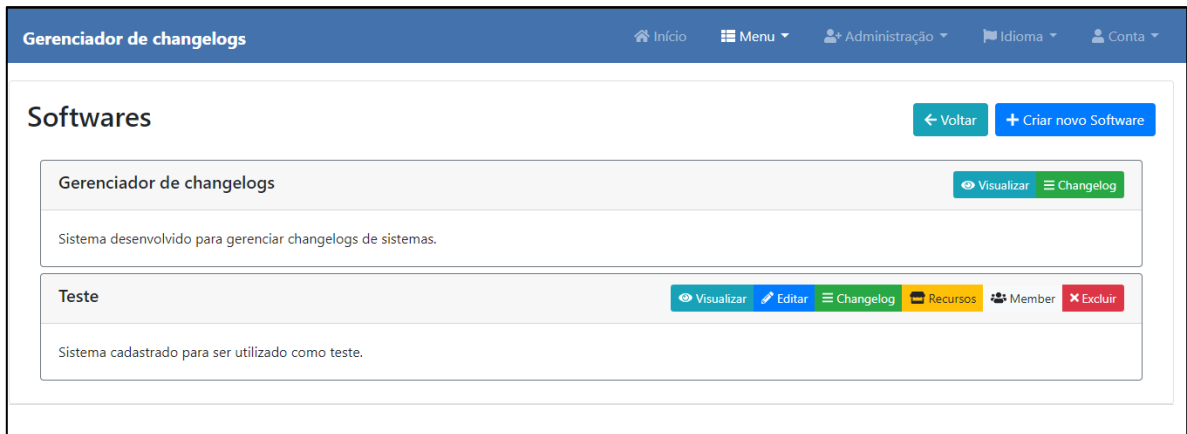 Gerenciador de changelogs Início Menu Administração Idioma Conta
Softwares Voltar Criar novo Software
Gerenciador de changelogs Visualizar Changelog
Sistema desenvolvido para gerenciar changelogs de sistemas.
Teste Visualizar Editar Changelog Recursos Member Excluir
Sistema cadastrado para ser utilizado como teste.